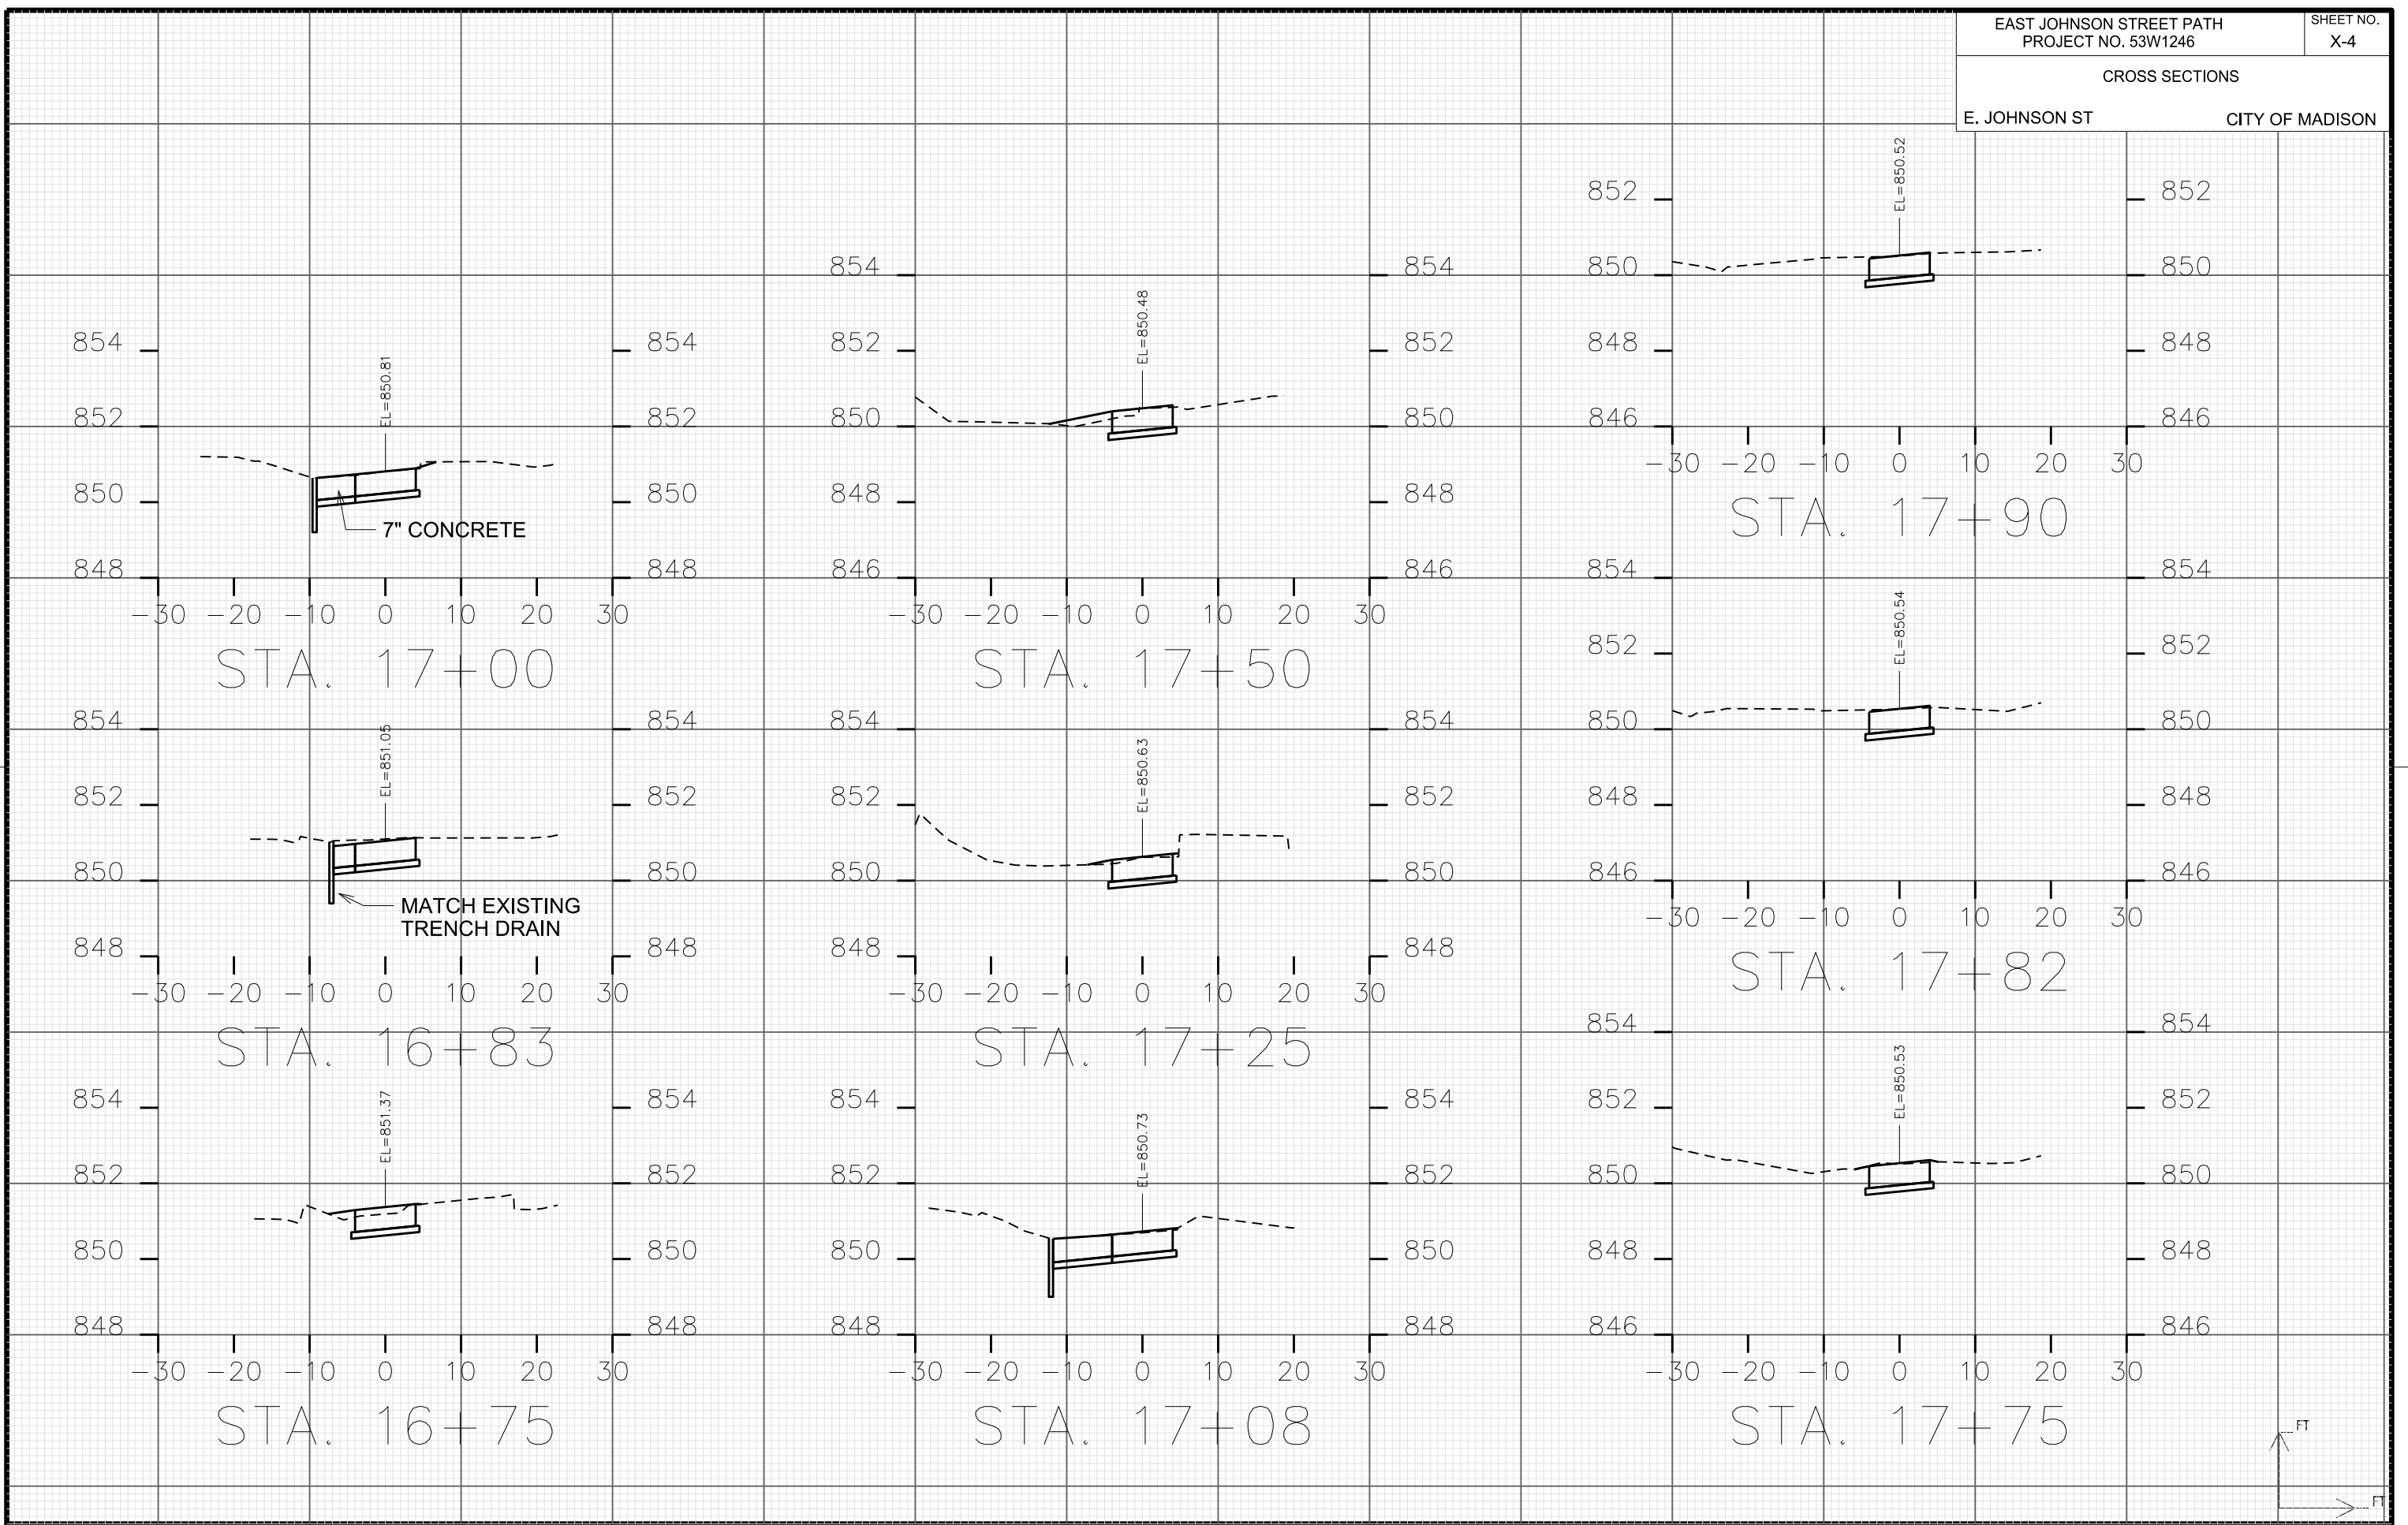 EAST JOHNSON STREET PATH
PROJECT NO. 53W1246
SHEET NO.
X-4
CROSS SECTIONS
E. JOHNSON ST
CITY OF MADISON
854 854
852 852
850 850
848 848
EL=850.81
7" CONCRETE
-30 -20 -10 0 10 20 30
STA. 17+00
854 854
852 852
850 850
848 848
EL=851.05
MATCH EXISTING
TRENCH DRAIN
-30 -20 -10 0 10 20 30
STA. 16+83
854 854
852 852
850 850
848 848
EL=851.37
-30 -20 -10 0 10 20 30
STA. 16+75
854 854
852 852
850 850
848 848
846 846
EL=850.48
-30 -20 -10 0 10 20 30
STA. 17+50
854 854
852 852
850 850
848 848
EL=850.63
-30 -20 -10 0 10 20 30
STA. 17+25
854 854
852 852
850 850
848 848
EL=850.73
-30 -20 -10 0 10 20 30
STA. 17+08
852 852
850 850
848 848
846 846
EL=850.52
-30 -20 -10 0 10 20 30
STA. 17+90
854 854
852 852
850 850
848 848
846 846
EL=850.54
-30 -20 -10 0 10 20 30
STA. 17+82
854 854
852 852
850 850
848 848
846 846
EL=850.53
-30 -20 -10 0 10 20 30
STA. 17+75
FT
FT